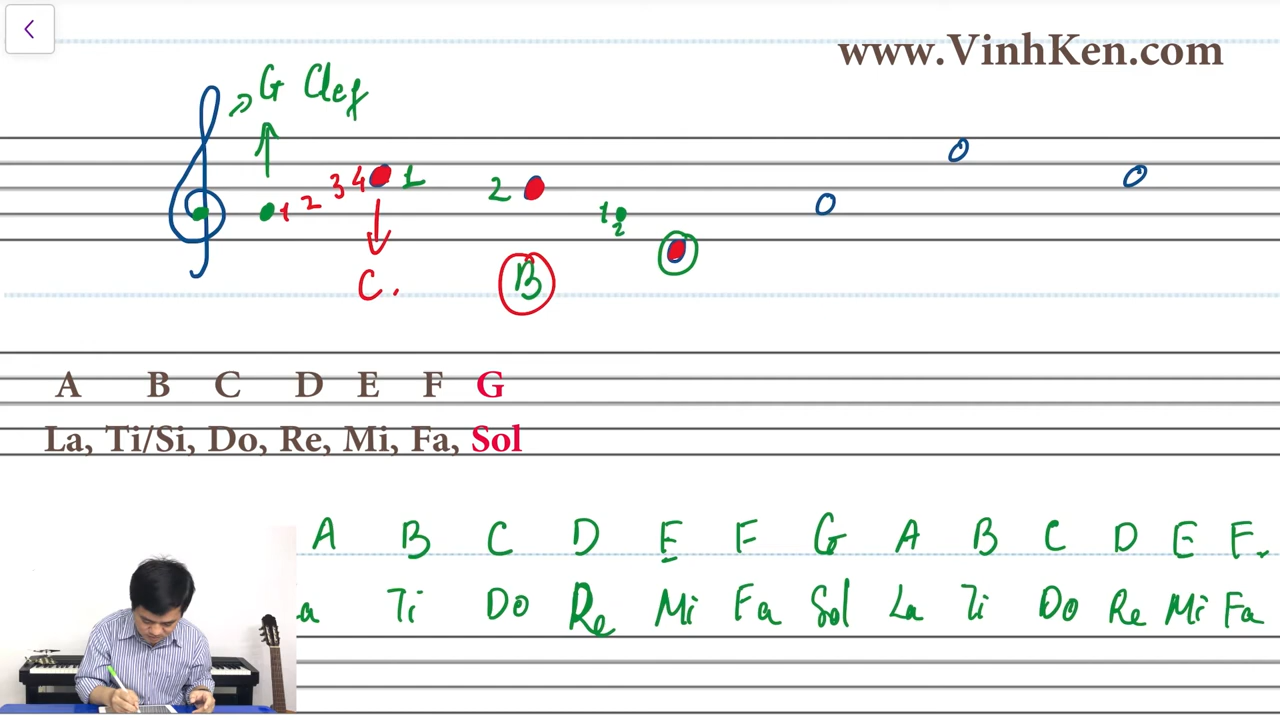 www.VinhKen.com
G Clef
1 2 3 4 1
2
1 2
C.
B
A B C D E F G
La, Ti/Si, Do, Re, Mi, Fa, Sol
A B C D E F G A B C D E F.
a Ti Do Re Mi Fa Sol La Ti Do Re Mi Fa